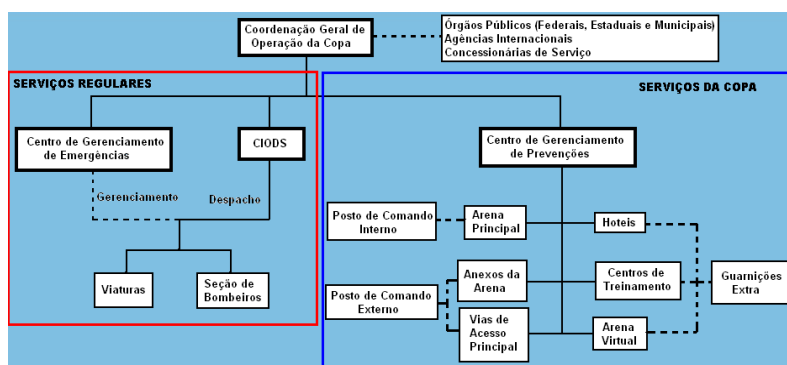 Coordenação Geral de
Operação da Copa
Órgãos Públicos (Federais, Estaduais e Municipais)
Agências Internacionais
Concessionárias de Serviço
SERVIÇOS REGULARES
SERVIÇOS DA COPA
Centro de Gerenciamento
de Emergências
CIODS
Centro de Gerenciamento
de Prevenções
Gerenciamento
Despacho
Viaturas
Seção de
Bombeiros
Posto de Comando
Interno
Arena
Principal
Hoteis
Posto de Comando
Externo
Anexos da
Arena
Centros de
Treinamento
Guarnições
Extra
Vias de
Acesso
Principal
Arena
Virtual